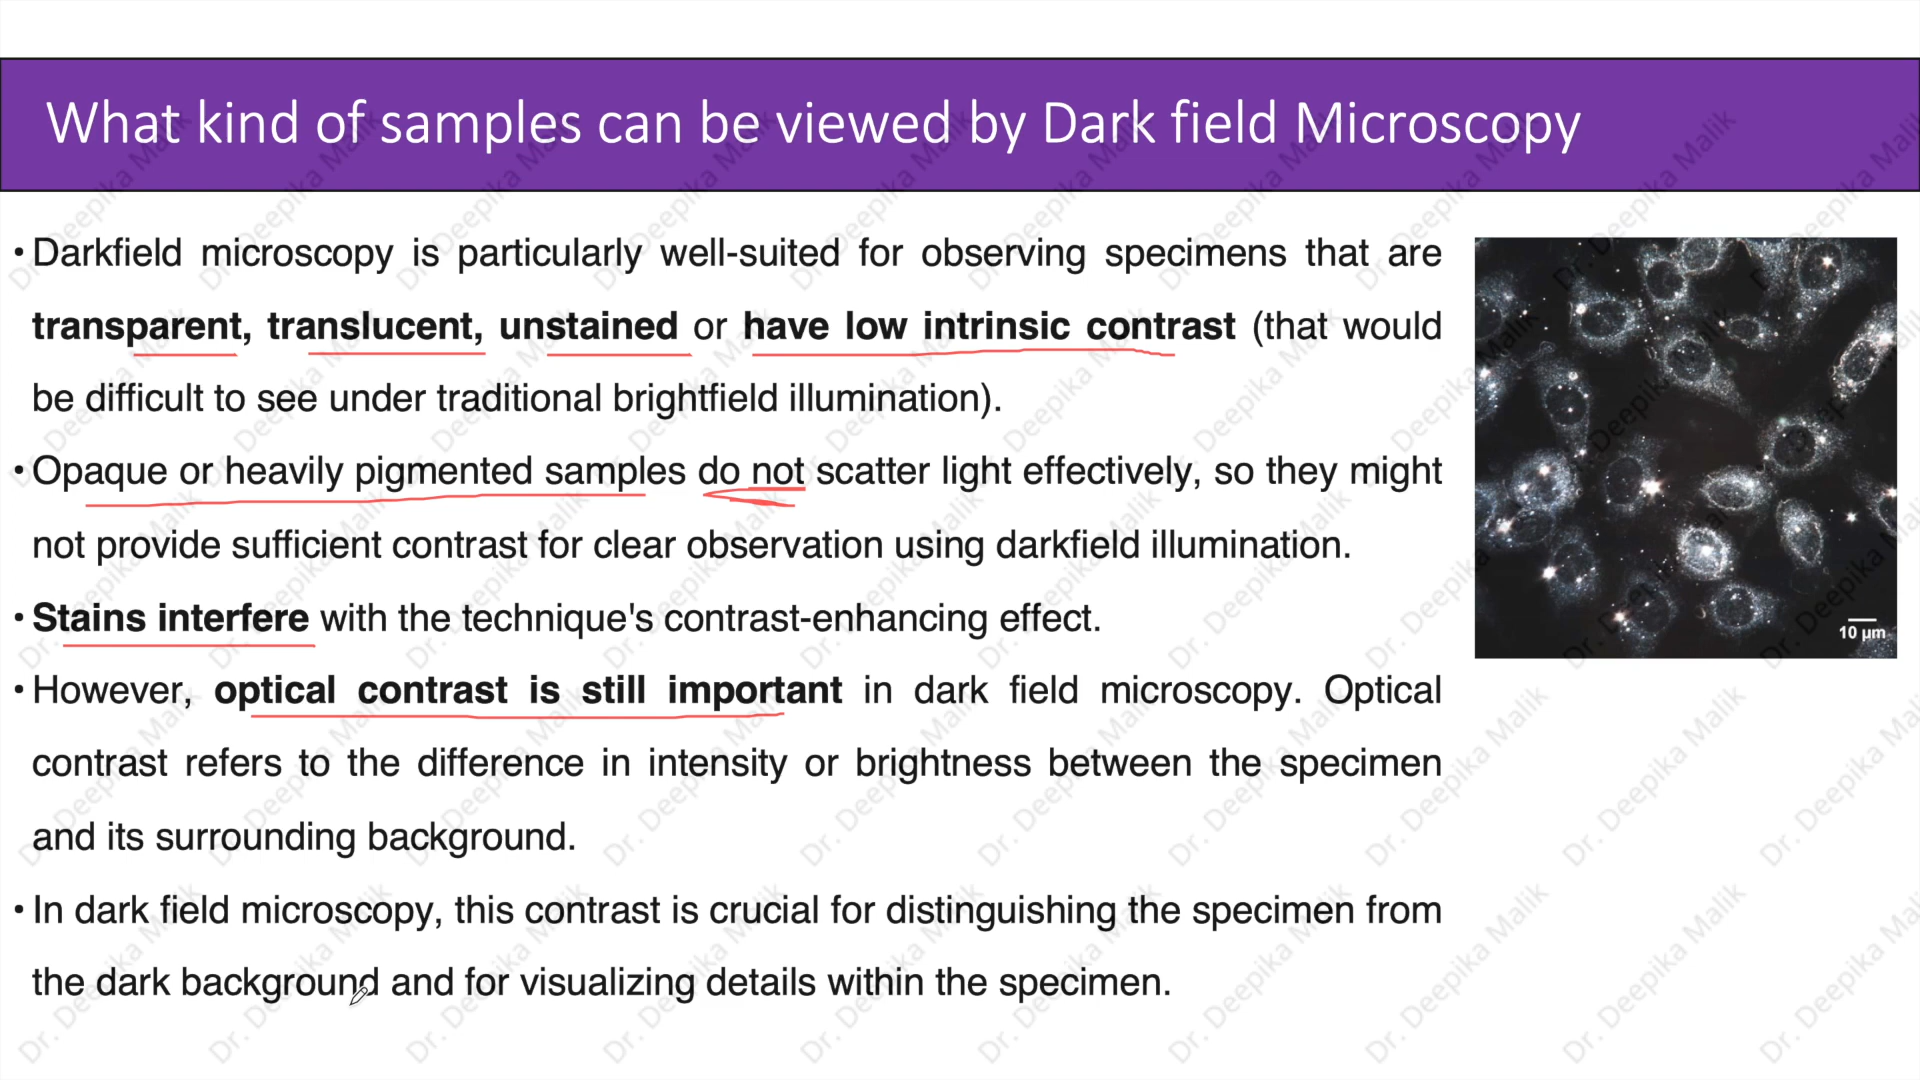 What kind of samples can be viewed by Dark field Microscopy
• Darkfield microscopy is particularly well-suited for observing specimens that are
transparent, translucent, unstained or have low intrinsic contrast (that would
be difficult to see under traditional brightfield illumination).
• Opaque or heavily pigmented samples do not scatter light effectively, so they might
not provide sufficient contrast for clear observation using darkfield illumination.
• Stains interfere with the technique's contrast-enhancing effect.
• However, optical contrast is still important in dark field microscopy. Optical
contrast refers to the difference in intensity or brightness between the specimen
and its surrounding background.
• In dark field microscopy, this contrast is crucial for distinguishing the specimen from
the dark background and for visualizing details within the specimen.
10 µm
Dr. Deepika Malik